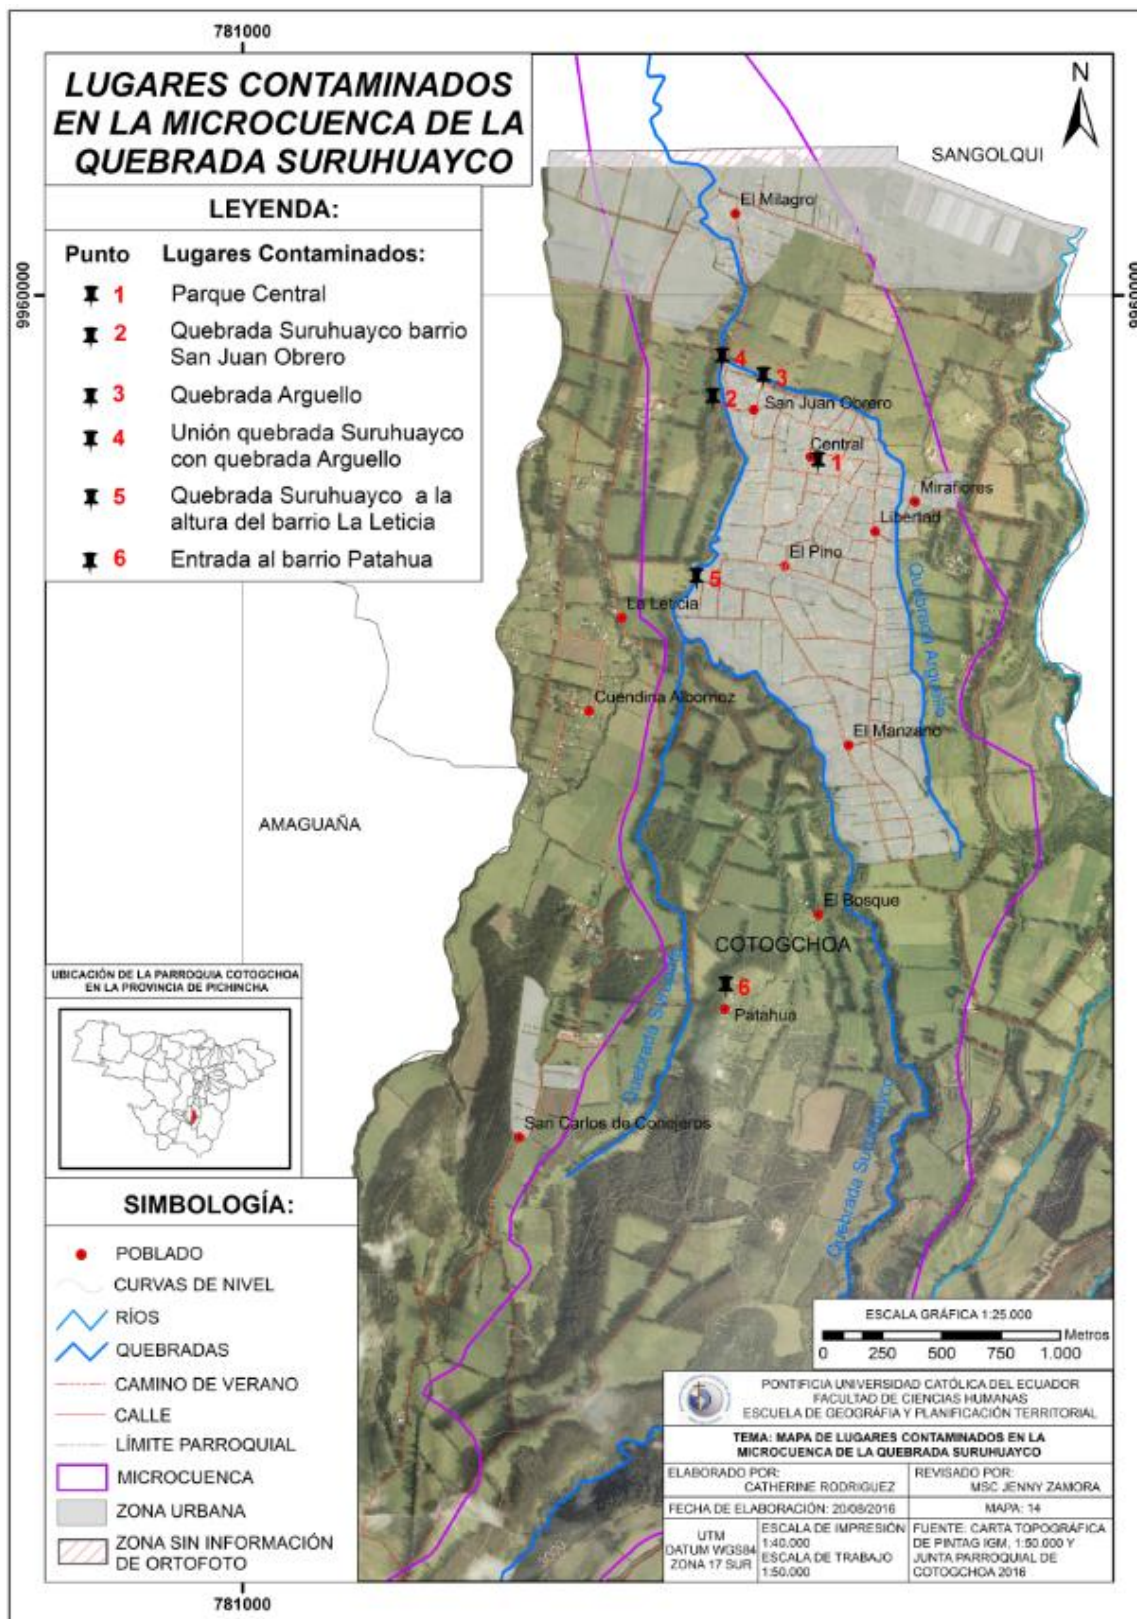 781000
LUGARES CONTAMINADOS
EN LA MICROCUENCA DE LA
QUEBRADA SURUHUAYCO
N
SANGOLQUI
LEYENDA:
Punto Lugares Contaminados:
1 Parque Central
2 Quebrada Suruhuayco barrio
San Juan Obrero
3 Quebrada Arguello
4 Unión quebrada Suruhuayco
con quebrada Arguello
5 Quebrada Suruhuayco a la
altura del barrio La Leticia
6 Entrada al barrio Patahua
9960000
9960000
El Milagro
4
3
2
San Juan Obrero
Central
1
Miraflores
Libertad
El Pino
5
La Leticia
Quebrada Arguello
Cuendina Albornoz
El Manzano
AMAGUAÑA
El Bosque
COTOGCHOA
6
Patahua
Quebrada
San Carlos de Conejeros
Quebrada Suruhuayco
UBICACIÓN DE LA PARROQUIA COTOGCHOA
EN LA PROVINCIA DE PICHINCHA
SIMBOLOGÍA:
POBLADO
CURVAS DE NIVEL
RÍOS
QUEBRADAS
CAMINO DE VERANO
CALLE
LÍMITE PARROQUIAL
MICROCUENCA
ZONA URBANA
ZONA SIN INFORMACIÓN
DE ORTOFOTO
ESCALA GRÁFICA 1:25.000
Metros
0 250 500 750 1.000
PONTIFICIA UNIVERSIDAD CATÓLICA DEL ECUADOR
FACULTAD DE CIENCIAS HUMANAS
ESCUELA DE GEOGRÁFIA Y PLANIFICACIÓN TERRITORIAL
TEMA: MAPA DE LUGARES CONTAMINADOS EN LA
MICROCUENCA DE LA QUEBRADA SURUHUAYCO
ELABORADO POR:
CATHERINE RODRIGUEZ
REVISADO POR:
MSC JENNY ZAMORA
FECHA DE ELABORACIÓN: 20/08/2016
MAPA: 14
UTM
DATUM WGS84
ZONA 17 SUR
ESCALA DE IMPRESIÓN
1:40.000
ESCALA DE TRABAJO
1:50.000
FUENTE: CARTA TOPOGRÁFICA
DE PINTAG IGM, 1:50.000 Y
JUNTA PARROQUIAL DE
COTOGCHOA 2016
781000